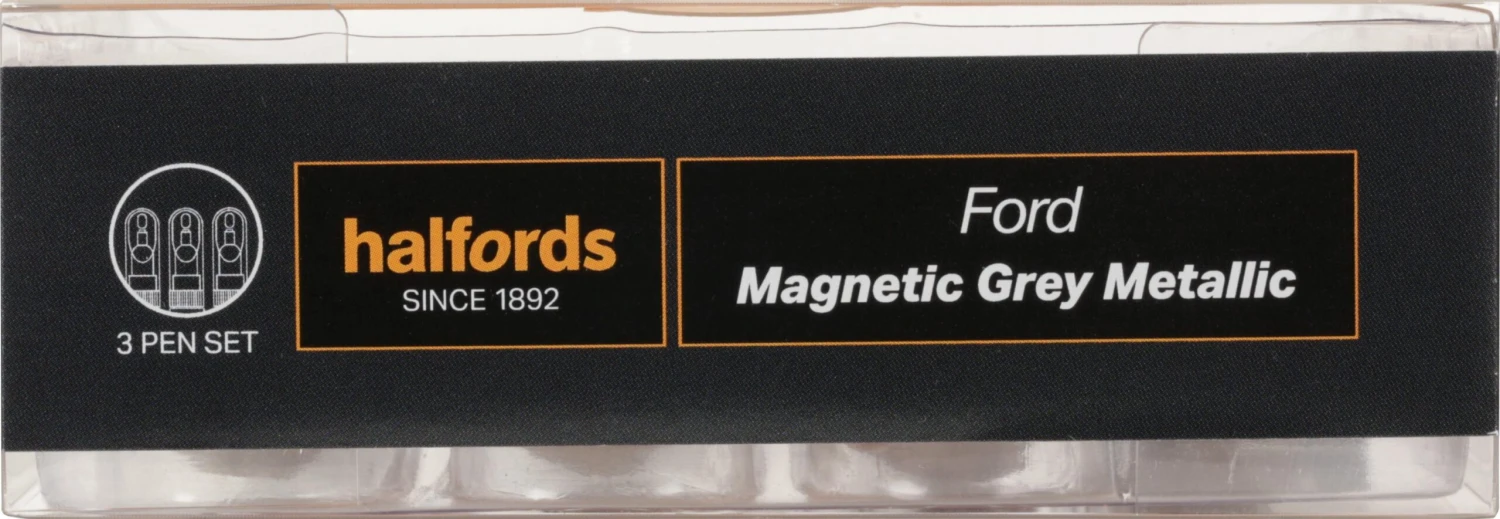 3 PEN SET
halfords
SINCE 1892
Ford
Magnetic Grey Metallic